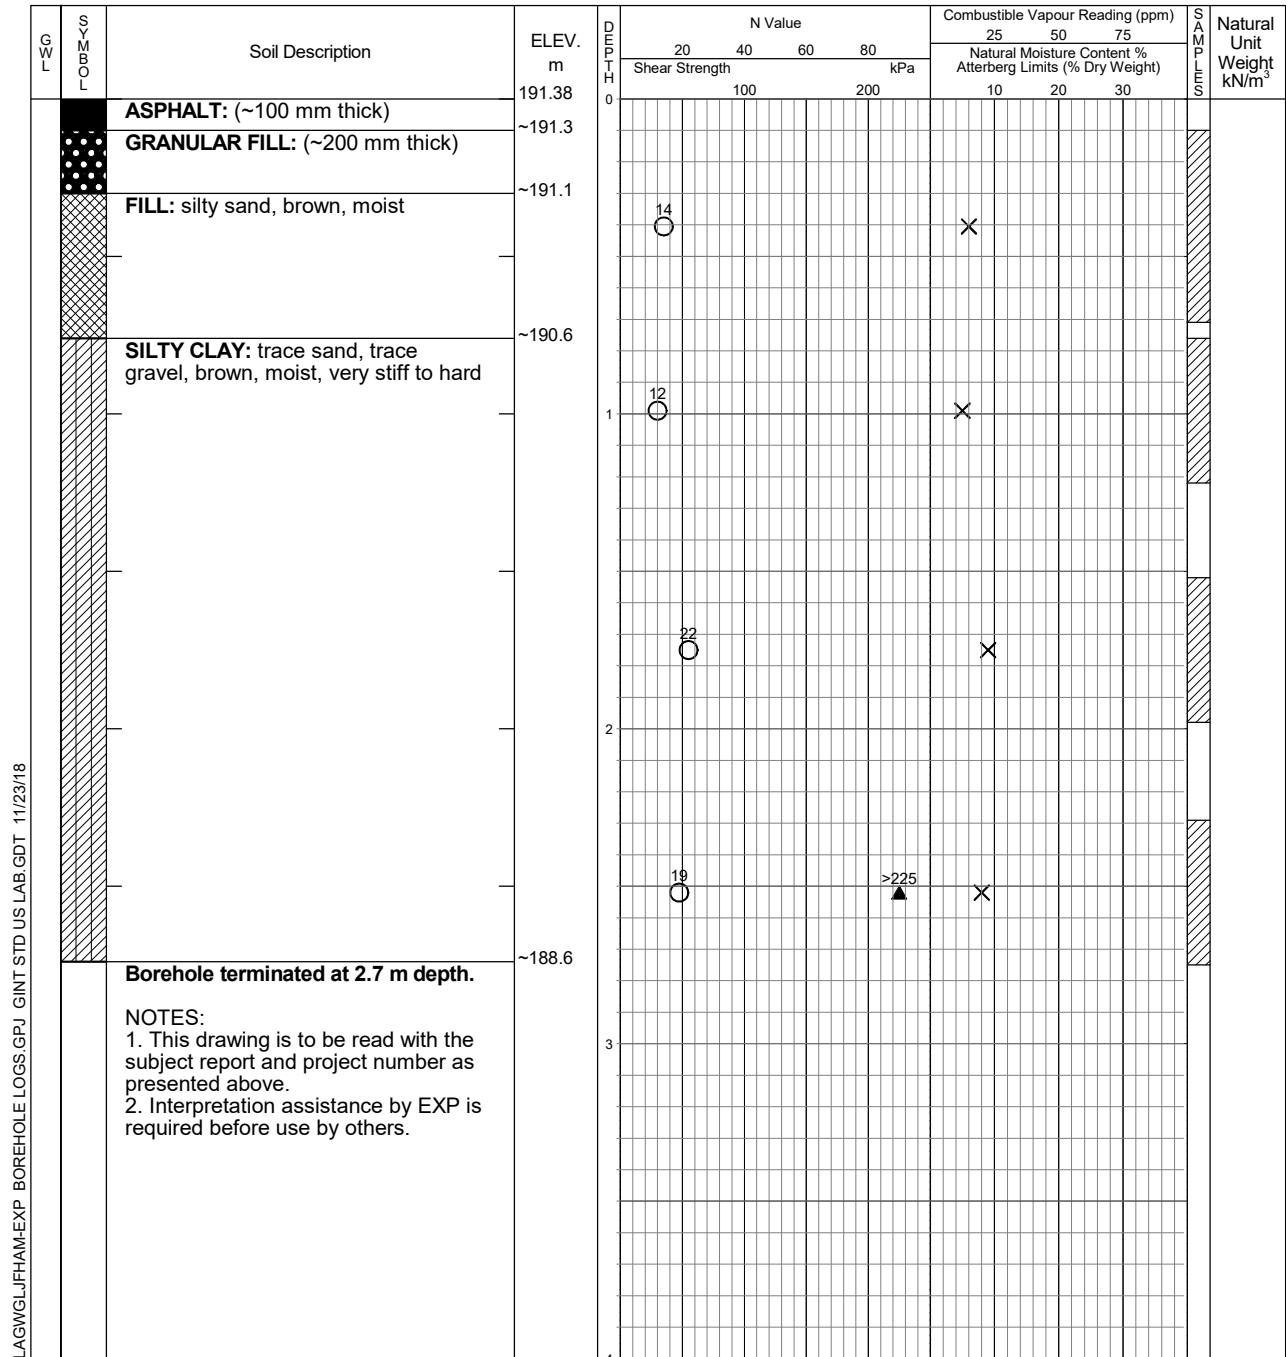 GWL
SYMBOL
Soil Description
ELEV.
m
DEPTH
N Value
20 40 60 80
Shear Strength kPa
100 200
Combustible Vapour Reading (ppm)
25 50 75
Natural Moisture Content %
Atterberg Limits (% Dry Weight)
10 20 30
SAMPLES
Natural
Unit
Weight
kN/m³
191.38
0
ASPHALT: (~100 mm thick)
~191.3
GRANULAR FILL: (~200 mm thick)
~191.1
FILL: silty sand, brown, moist
14
~190.6
SILTY CLAY: trace sand, trace
gravel, brown, moist, very stiff to hard
12
1
22
2
19
>225
~188.6
Borehole terminated at 2.7 m depth.
NOTES:
1. This drawing is to be read with the
subject report and project number as
presented above.
2. Interpretation assistance by EXP is
required before use by others.
3
LAGWGLJFHAM-EXP BOREHOLE LOGS.GPJ GINT STD US LAB.GDT 11/23/18